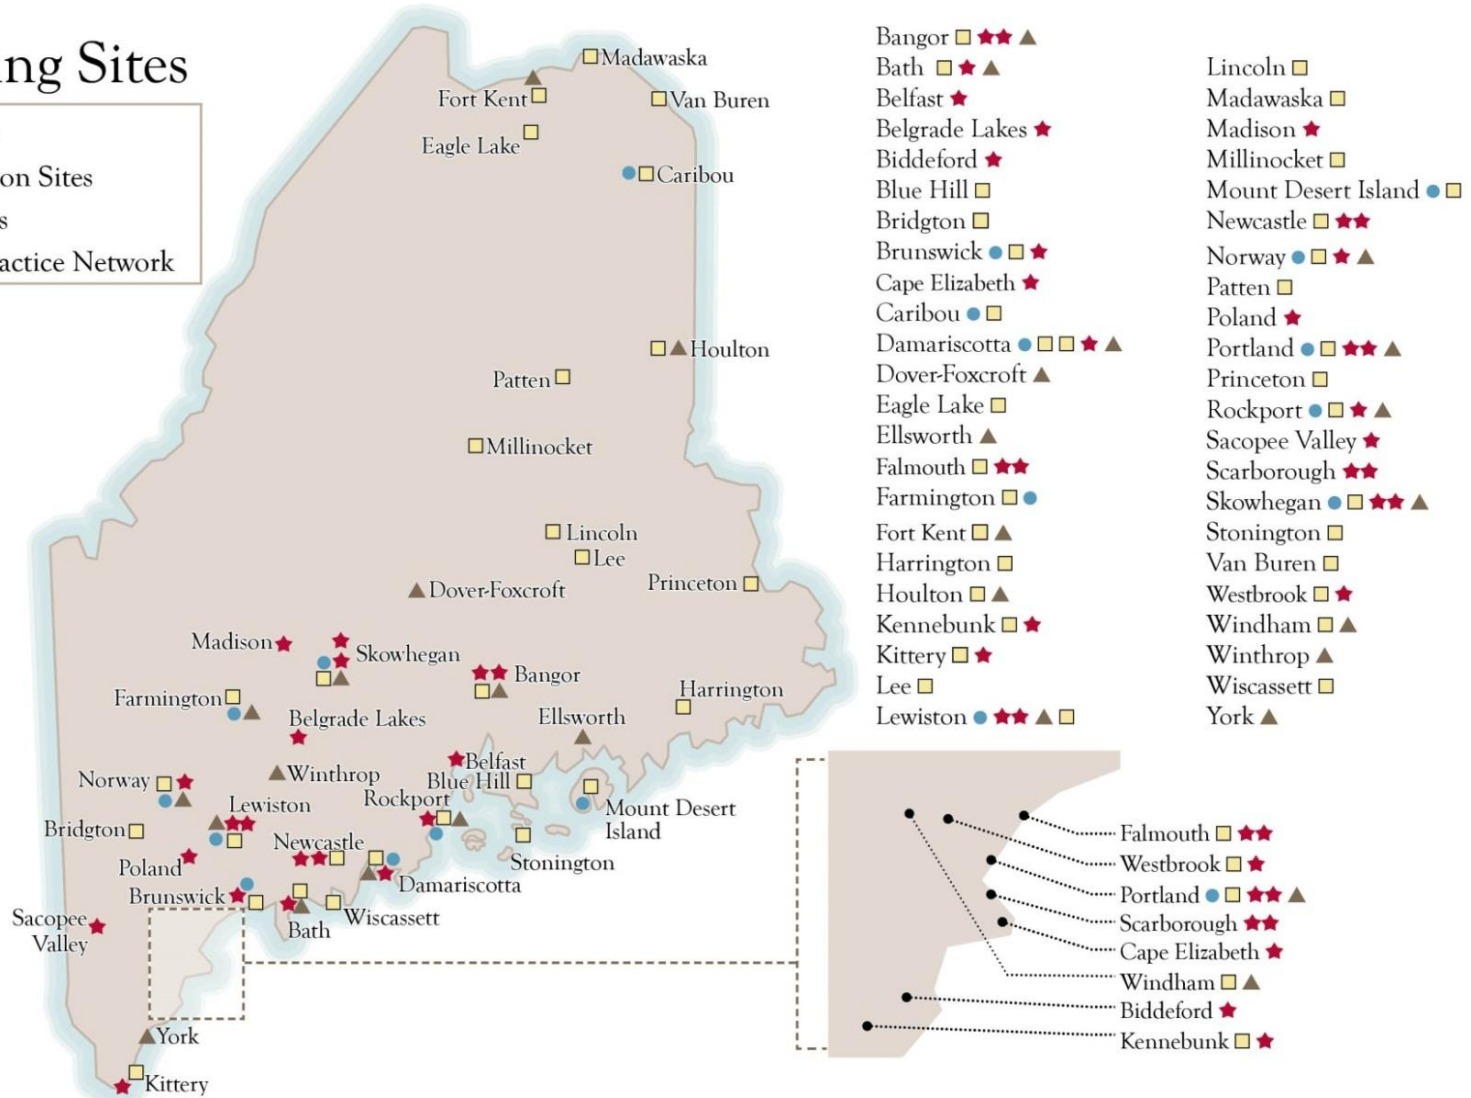 ng Sites
on Sites
s
actice Network
Madawaska
Fort Kent
Van Buren
Eagle Lake
Caribou
Houlton
Patten
Millinocket
Lincoln
Lee
Princeton
Dover-Foxcroft
Madison
Skowhegan
Bangor
Farmington
Harrington
Belgrade Lakes
Ellsworth
Belfast
Winthrop
Norway
Blue Hill
Rockport
Lewiston
Mount Desert
Island
Bridgton
Newcastle
Stonington
Poland
Damariscotta
Brunswick
Wiscassett
Sacopee
Valley
Bath
York
Kittery
Bangor
Bath
Belfast
Belgrade Lakes
Biddeford
Blue Hill
Bridgton
Brunswick
Cape Elizabeth
Caribou
Damariscotta
Dover-Foxcroft
Eagle Lake
Ellsworth
Falmouth
Farmington
Fort Kent
Harrington
Houlton
Kennebunk
Kittery
Lee
Lewiston
Lincoln
Madawaska
Madison
Millinocket
Mount Desert Island
Newcastle
Norway
Patten
Poland
Portland
Princeton
Rockport
Sacopee Valley
Scarborough
Skowhegan
Stonington
Van Buren
Westbrook
Windham
Winthrop
Wiscassett
York
Falmouth
Westbrook
Portland
Scarborough
Cape Elizabeth
Windham
Biddeford
Kennebunk